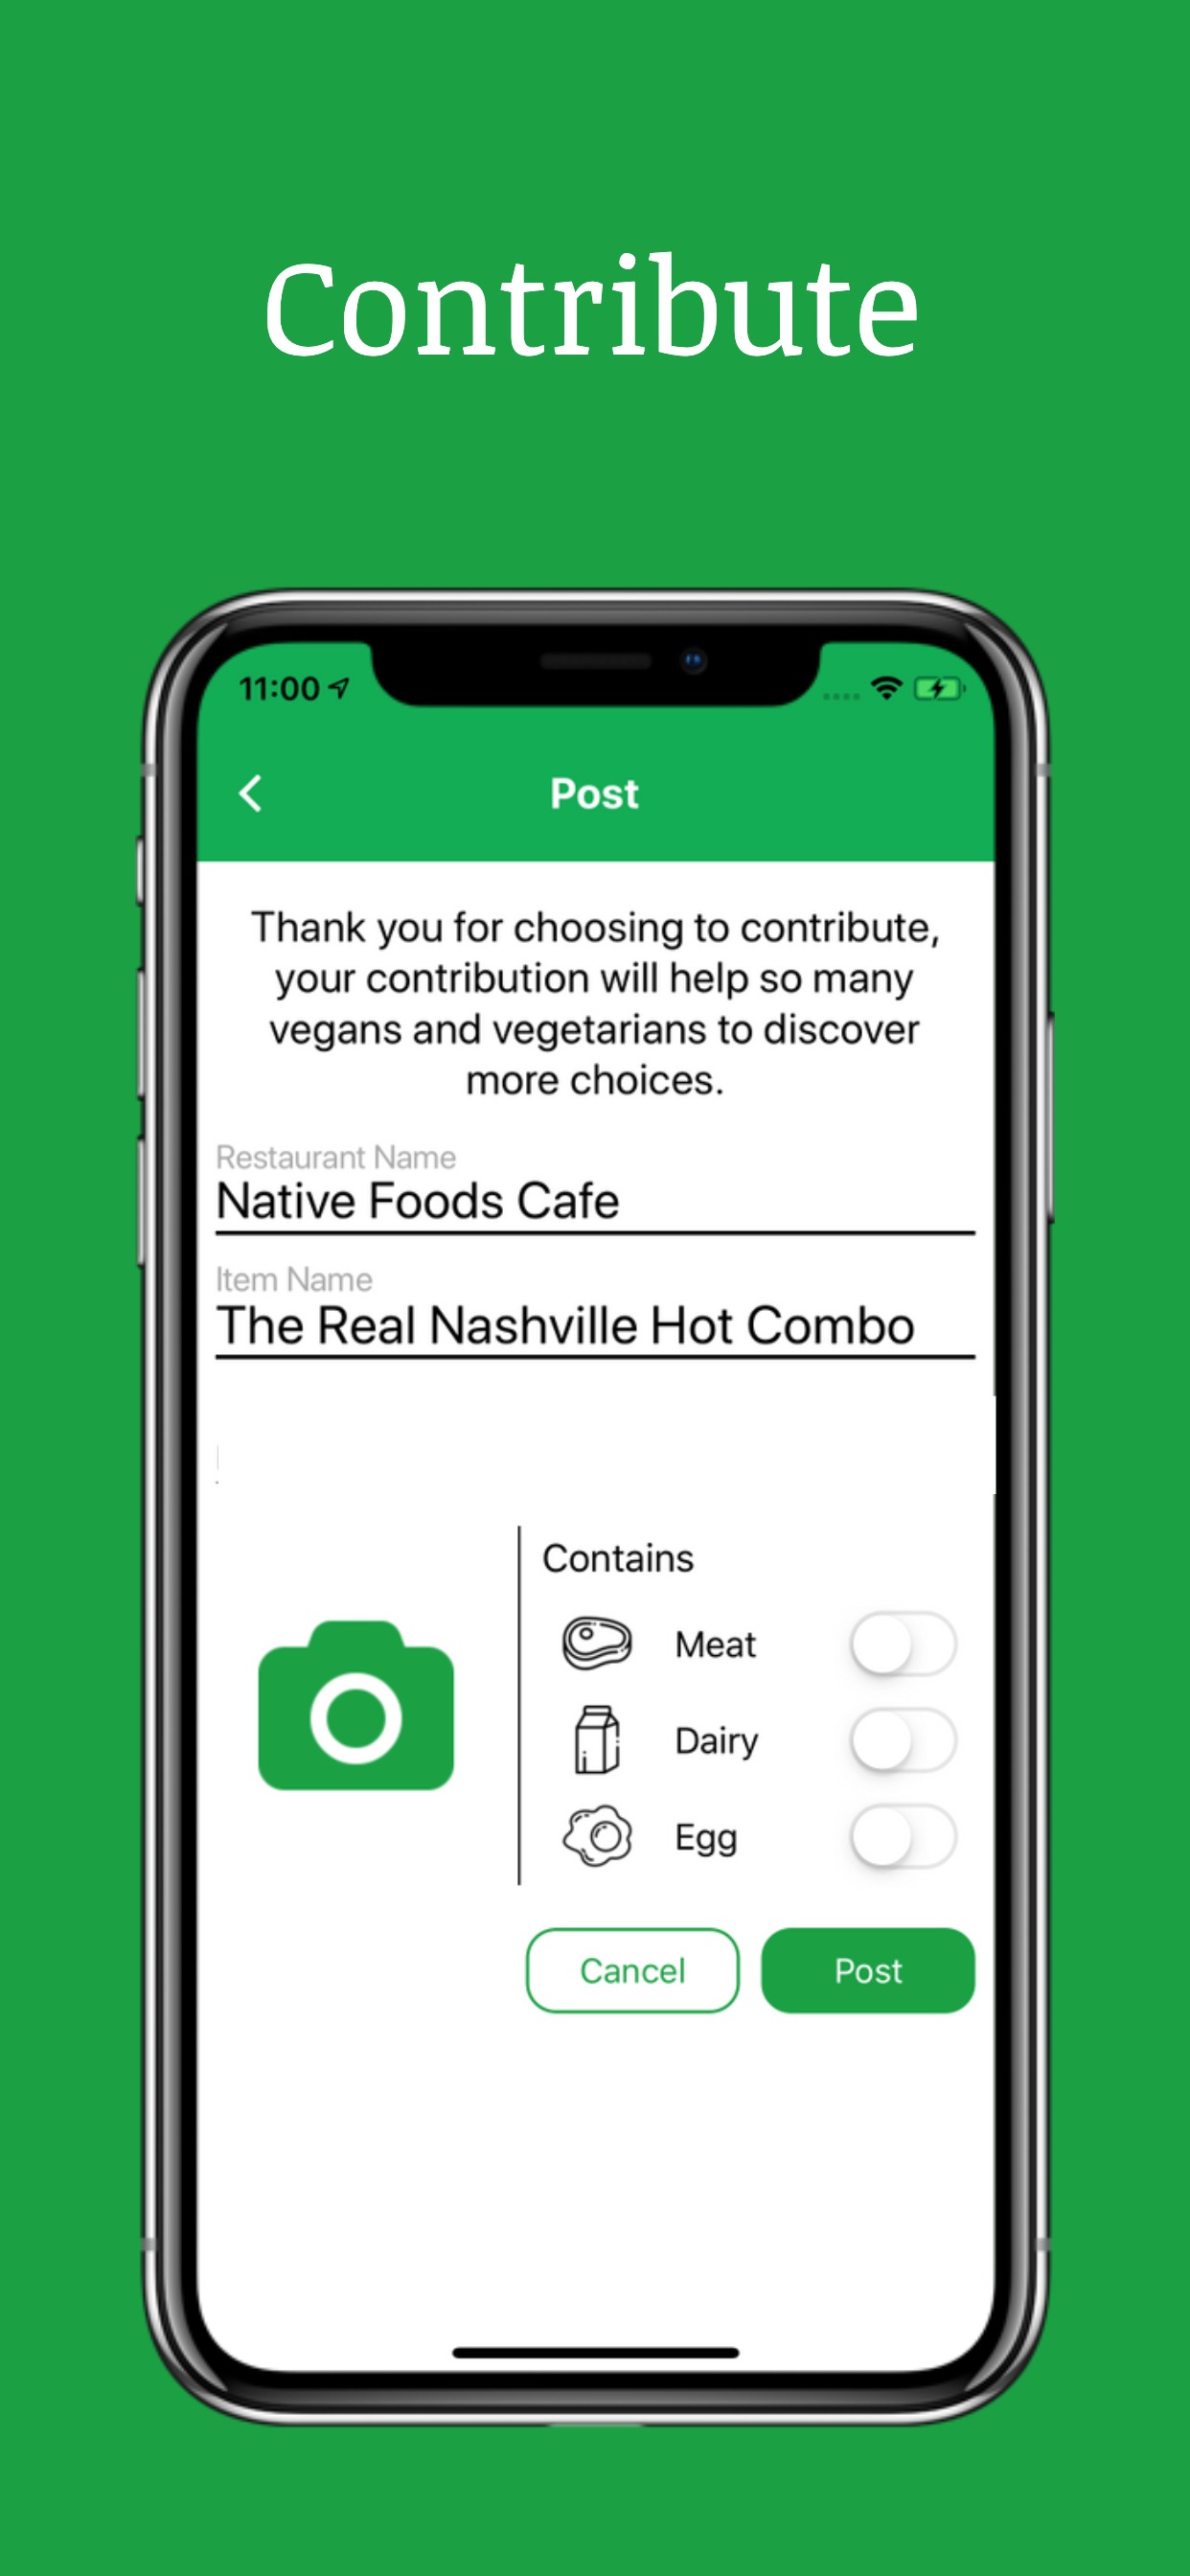 Contribute
11:00
Post
Thank you for choosing to contribute,
your contribution will help so many
vegans and vegetarians to discover
more choices.
Restaurant Name
Native Foods Cafe
Item Name
The Real Nashville Hot Combo
Contains
Meat
Dairy
Egg
Cancel
Post